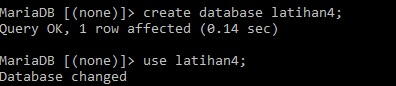 MariaDB [(none)]> create database latihan4;
Query OK, 1 row affected (0.14 sec)
MariaDB [(none)]> use latihan4;
Database changed